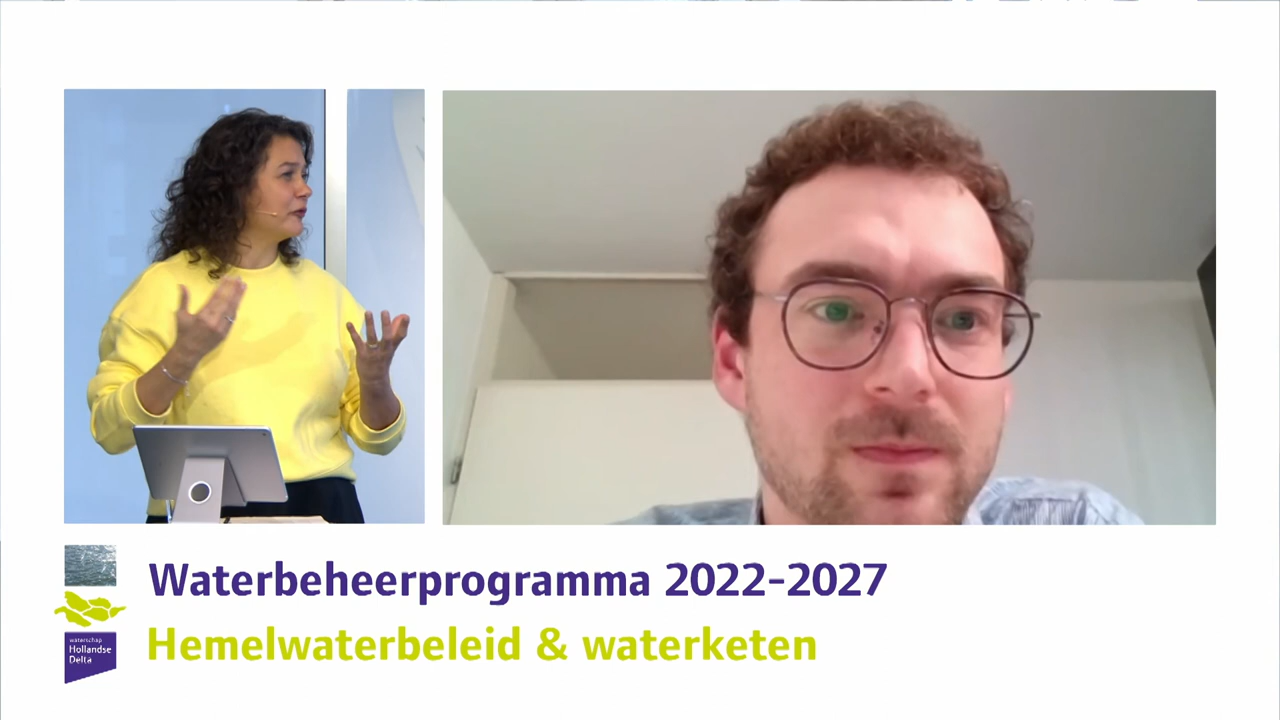 Waterbeheerprogramma 2022-2027
Hemelwaterbeleid & waterketen
waterschap
Hollandse
Delta